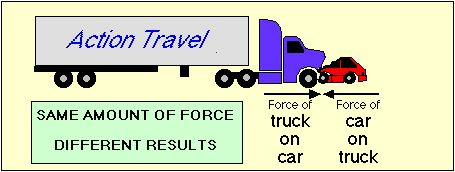 Action Travel
SAME AMOUNT OF FORCE
DIFFERENT RESULTS
Force of
truck
on
car
Force of
car
on
truck